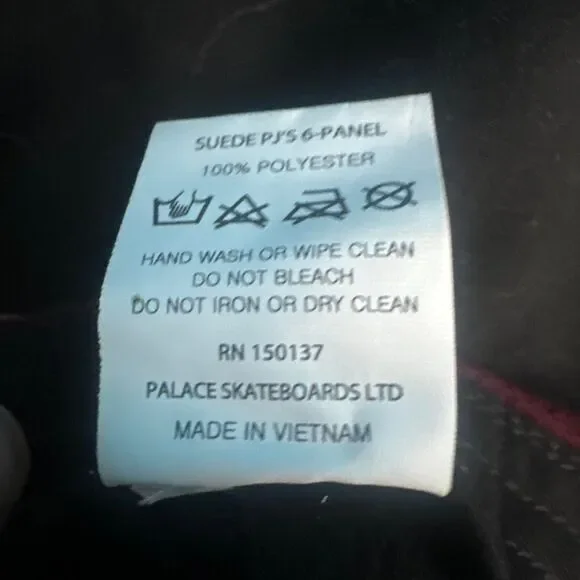 SUEDE PJ'S 6-PANEL
100% POLYESTER
HAND WASH OR WIPE CLEAN
DO NOT BLEACH
DO NOT IRON OR DRY CLEAN
RN 150137
PALACE SKATEBOARDS LTD
MADE IN VIETNAM